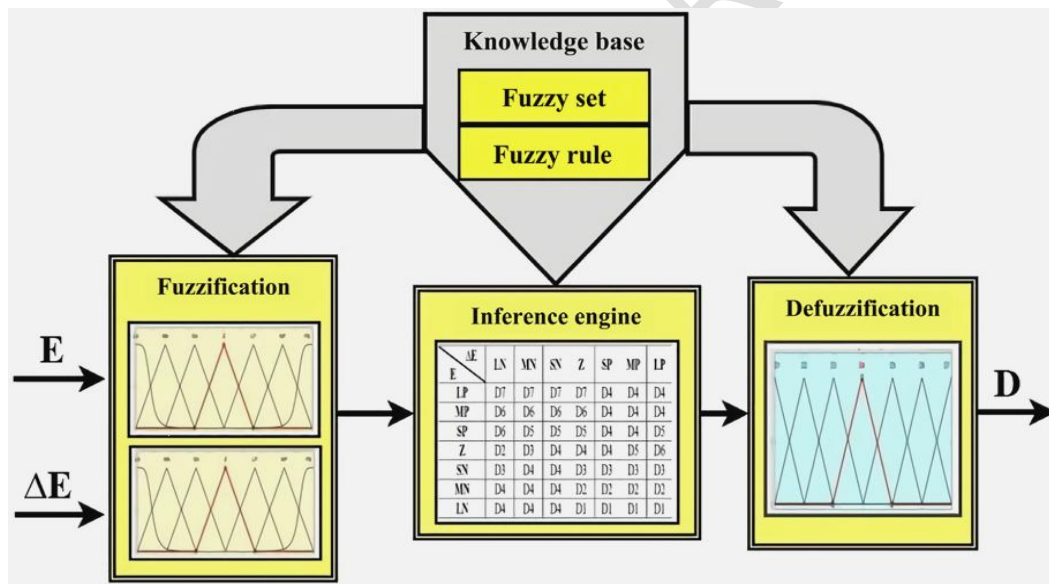 Knowledge base
Fuzzy set
Fuzzy rule
Fuzzification
E
ΔE
Inference engine
ΔE LN MN SN Z SP MP LP
E
LP D7 D7 D7 D7 D4 D4 D4
MP D6 D6 D6 D6 D4 D4 D4
SP D6 D5 D5 D5 D4 D4 D5
Z D2 D3 D4 D4 D4 D5 D6
SN D3 D4 D4 D3 D3 D3 D3
MN D4 D4 D4 D2 D2 D2 D2
LN D4 D4 D4 D1 D1 D1 D1
Defuzzification
D